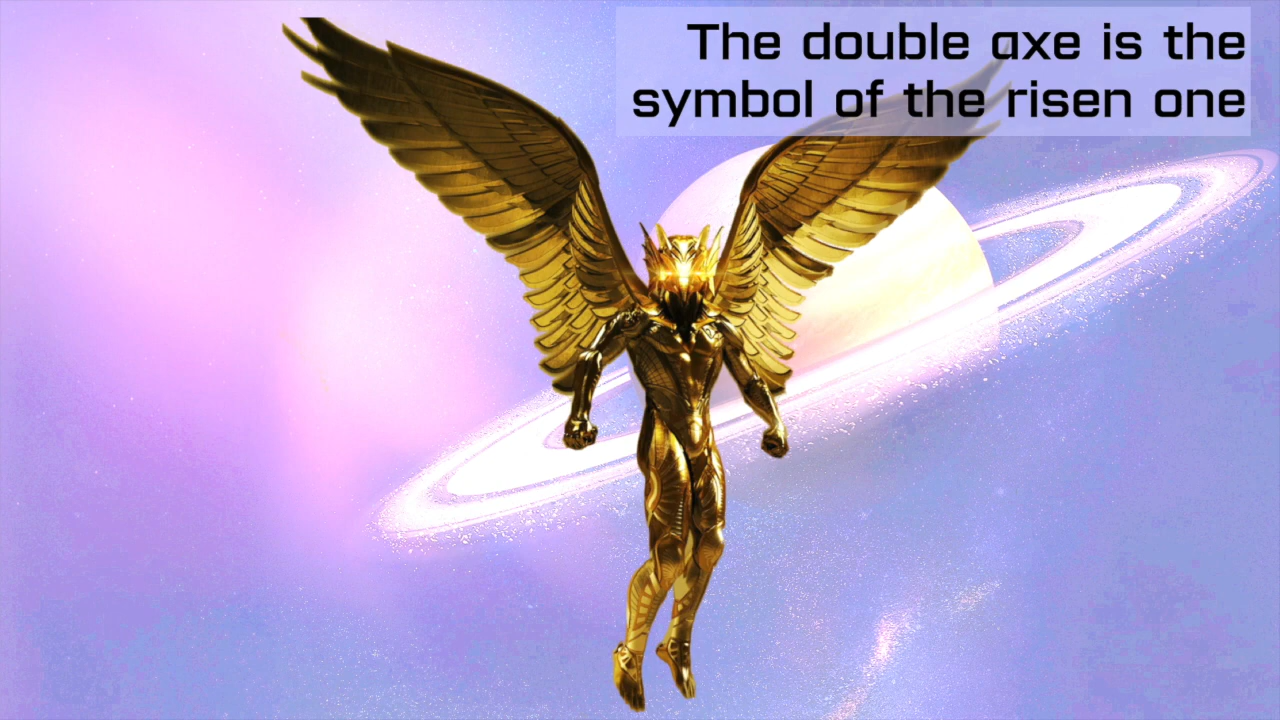 The double axe is the
symbol of the risen one